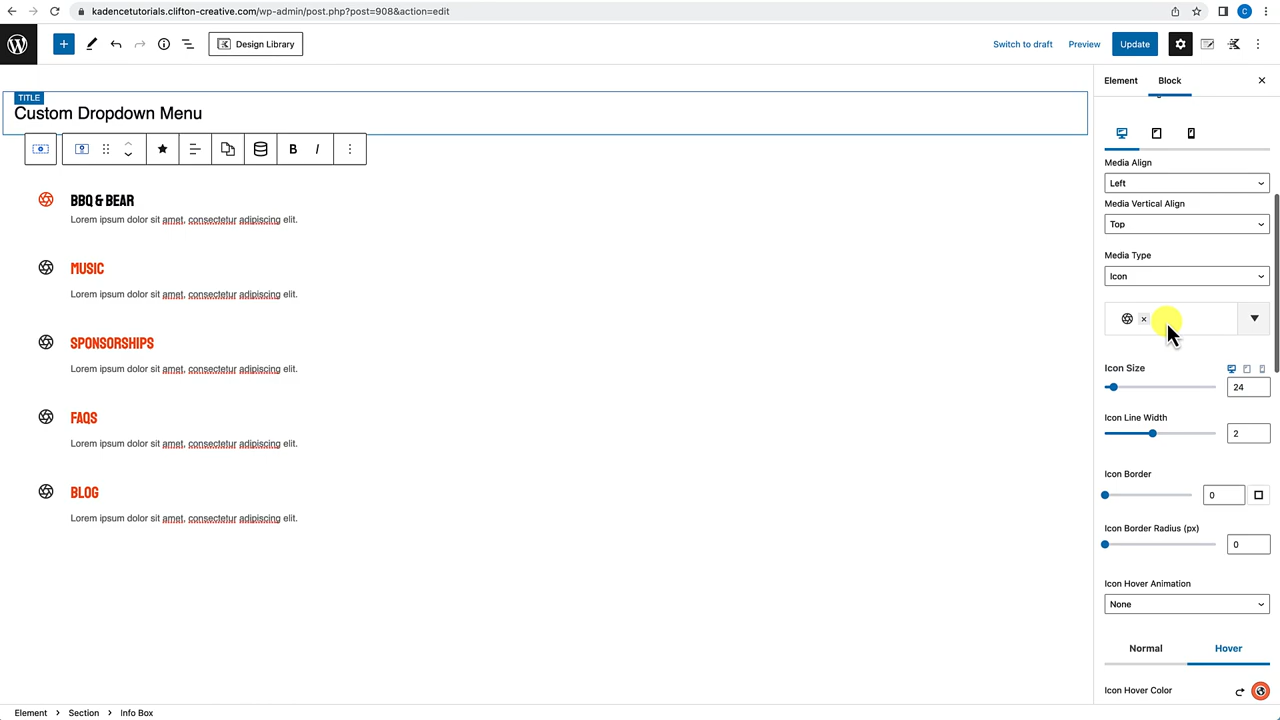 kadencetutorials.clifton-creative.com/wp-admin/post.php?post=908&action=edit
C
Design Library
Switch to draft
Preview
Update
TITLE
Custom Dropdown Menu
B I
BBQ & BEAR
Lorem ipsum dolor sit amet, consectetur adipiscing elit.
MUSIC
Lorem ipsum dolor sit amet, consectetur adipiscing elit.
SPONSORSHIPS
Lorem ipsum dolor sit amet, consectetur adipiscing elit.
FAQS
Lorem ipsum dolor sit amet, consectetur adipiscing elit.
BLOG
Lorem ipsum dolor sit amet, consectetur adipiscing elit.
Element Block
Media Align
Left
Media Vertical Align
Top
Media Type
Icon
Icon Size
24
Icon Line Width
2
Icon Border
0
Icon Border Radius (px)
0
Icon Hover Animation
None
Normal Hover
Icon Hover Color
Element > Section > Info Box